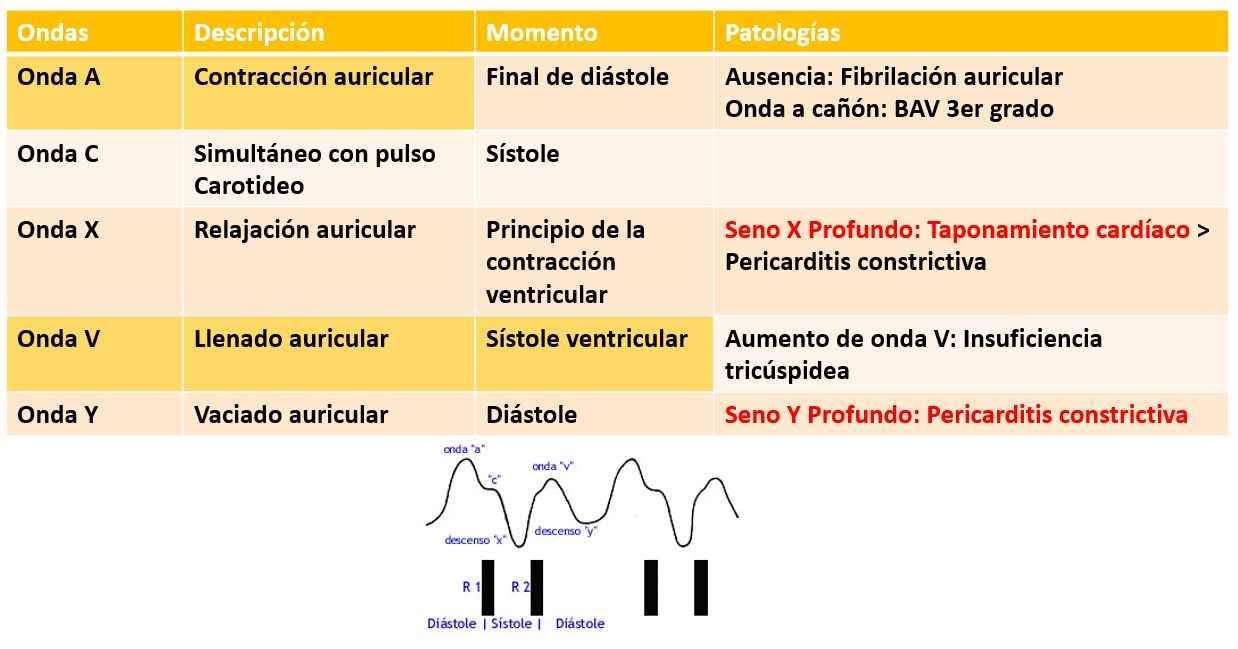 Ondas Descripción Momento Patologías
Onda A Contracción auricular Final de diástole Ausencia: Fibrilación auricular
Onda a cañón: BAV 3er grado
Onda C Simultáneo con pulso Sístole
Carotideo
Onda X Relajación auricular Principio de la Seno X Profundo: Taponamiento cardíaco >
contracción Pericarditis constrictiva
ventricular
Onda V Llenado auricular Sístole ventricular Aumento de onda V: Insuficiencia
tricúspidea
Onda Y Vaciado auricular Diástole Seno Y Profundo: Pericarditis constrictiva
onda "a"
onda "v"
"c"
descenso "y"
descenso "x"
R 1 R 2
Diástole | Sístole | Diástole